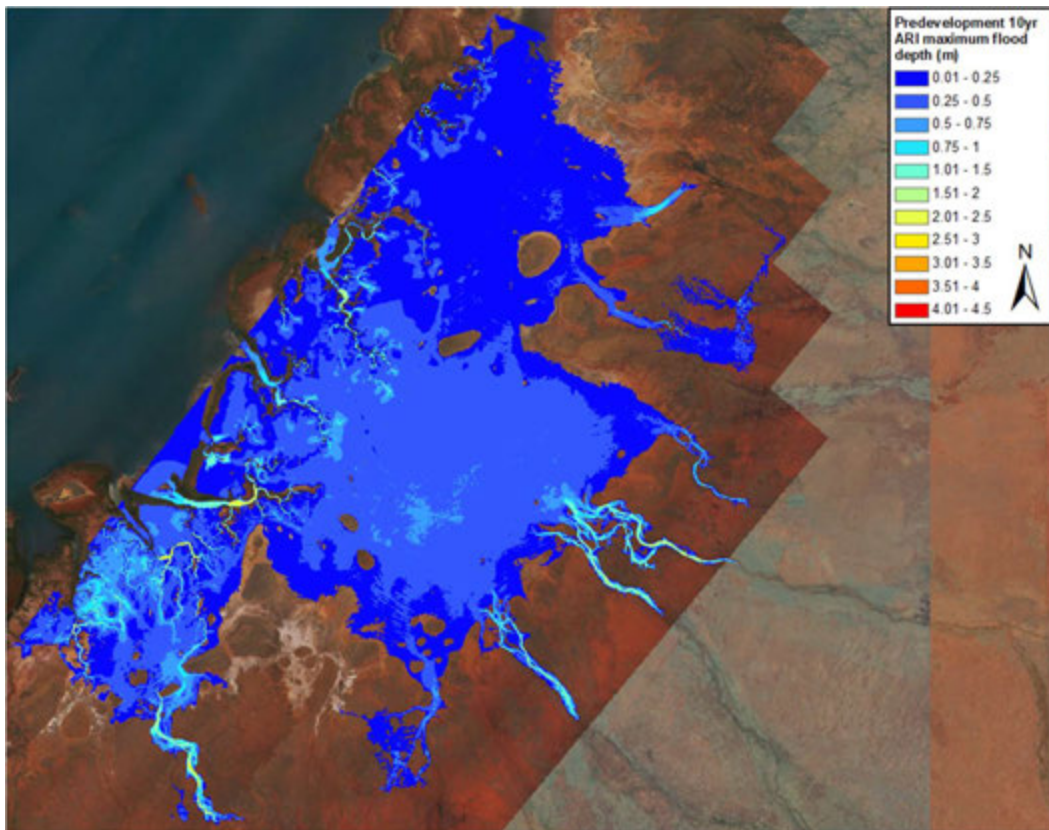 Predevelopment 10yr
ARI maximum flood
depth (m)
0.01 - 0.25
0.25 - 0.5
0.5 - 0.75
0.75 - 1
1.01 - 1.5
1.51 - 2
2.01 - 2.5
2.51 - 3
3.01 - 3.5
3.51 - 4
4.01 - 4.5
N